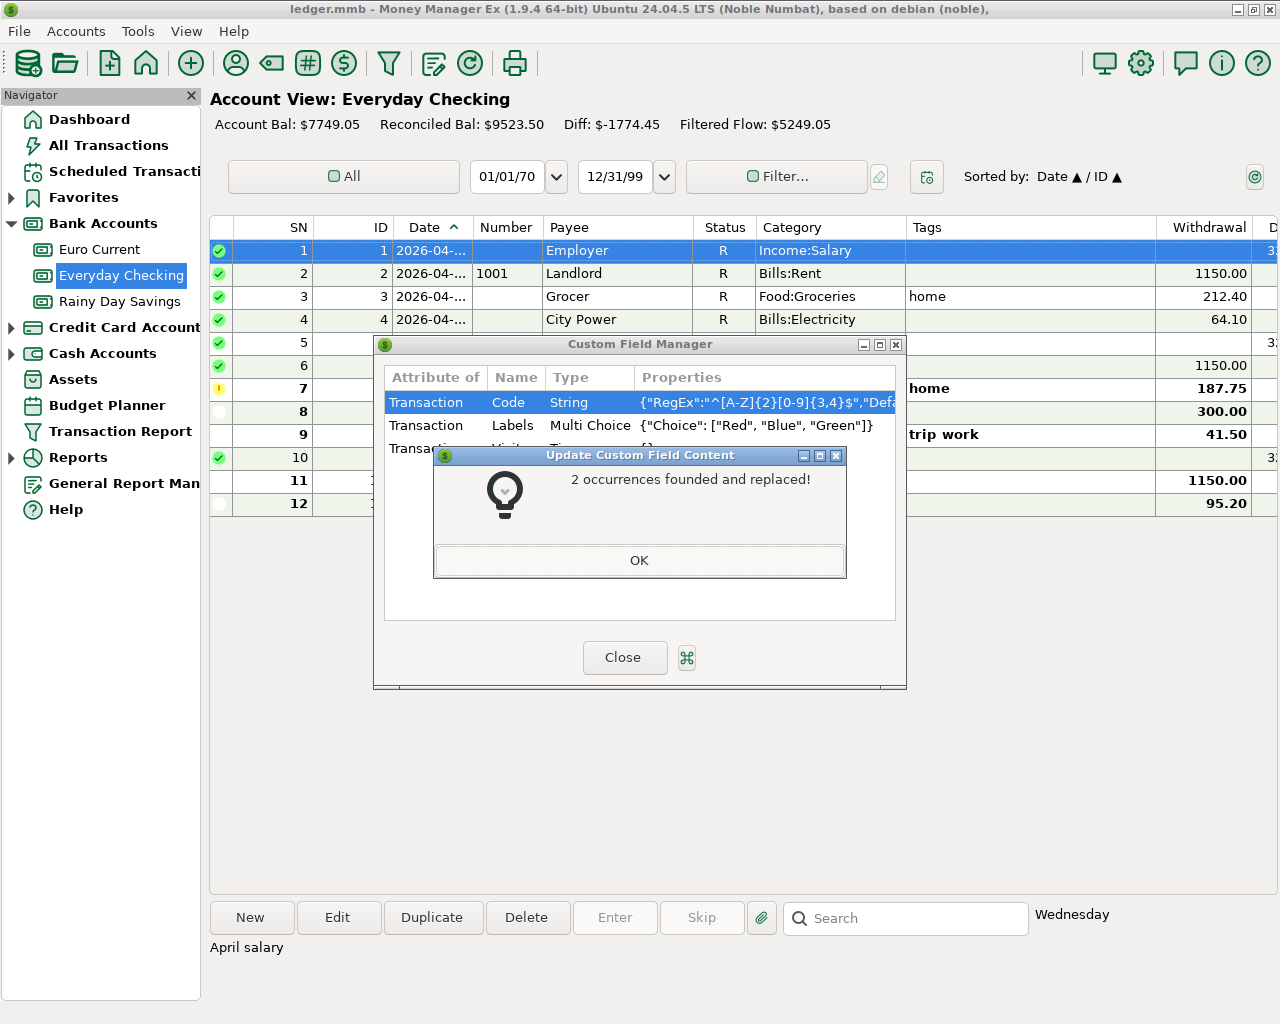 ledger.mmb - Money Manager Ex (1.9.4 64-bit) Ubuntu 24.04.5 LTS (Noble Numbat), based on debian (noble),
File Accounts Tools View Help
Navigator
Dashboard
All Transactions
Scheduled Transacti
Favorites
Bank Accounts
Euro Current
Everyday Checking
Rainy Day Savings
Credit Card Account
Cash Accounts
Assets
Budget Planner
Transaction Report
Reports
General Report Man
Help
Account View: Everyday Checking
Account Bal: $7749.05 Reconciled Bal: $9523.50 Diff: $-1774.45 Filtered Flow: $5249.05
All 01/01/70 12/31/99 Filter... Sorted by: Date ▲ / ID ▲
SN ID Date Number Payee Status Category Tags Withdrawal D
1 1 2026-04-... Employer R Income:Salary 32
2 2 2026-04-... 1001 Landlord R Bills:Rent 1150.00
3 3 2026-04-... Grocer R Food:Groceries home 212.40
4 4 2026-04-... City Power R Bills:Electricity 64.10
5 32
6 1150.00
7 home 187.75
8 300.00
9 trip work 41.50
10 32
11 1150.00
12 95.20
Custom Field Manager
Attribute of Name Type Properties
Transaction Code String {"RegEx":"^[A-Z]{2}[0-9]{3,4}$","Defa
Transaction Labels Multi Choice {"Choice": ["Red", "Blue", "Green"]}
Update Custom Field Content
2 occurrences founded and replaced!
OK
Close
New Edit Duplicate Delete Enter Skip Search Wednesday
April salary